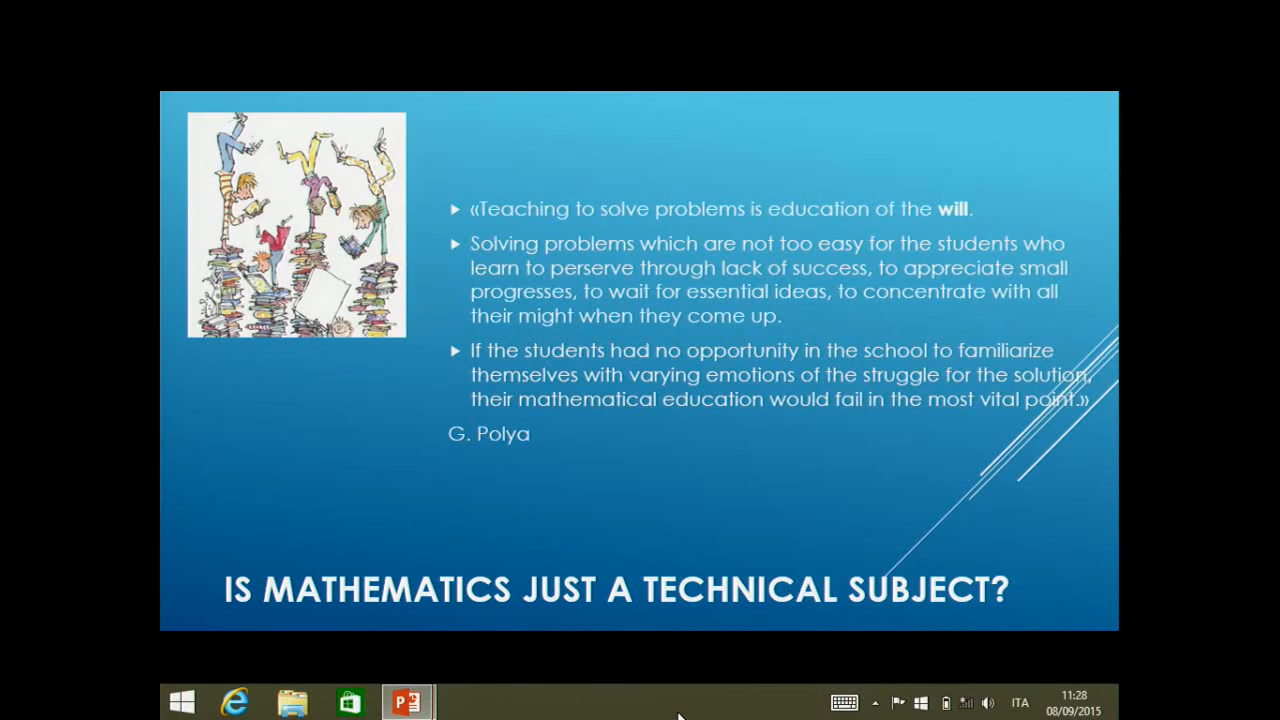 «Teaching to solve problems is education of the will.
Solving problems which are not too easy for the students who
learn to perserve through lack of success, to appreciate small
progresses, to wait for essential ideas, to concentrate with all
their might when they come up.
If the students had no opportunity in the school to familiarize
themselves with varying emotions of the struggle for the solution,
their mathematical education would fail in the most vital point.»
G. Polya
IS MATHEMATICS JUST A TECHNICAL SUBJECT?
ITA
11:28
08/09/2015